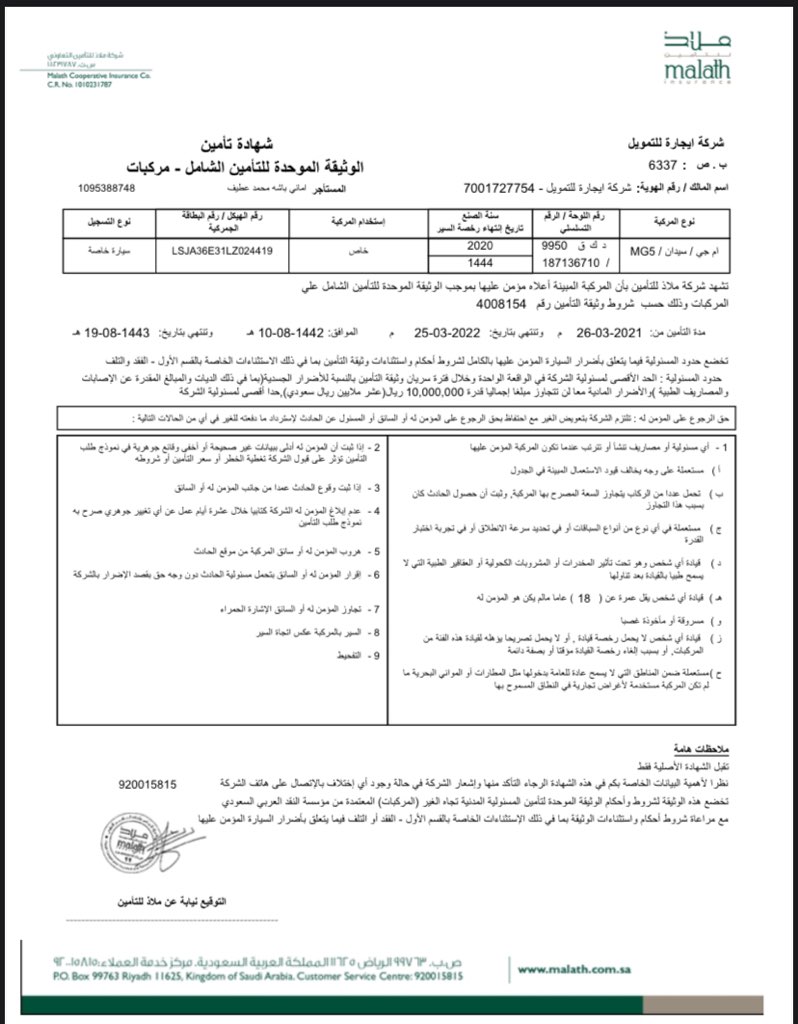 شركة ملاذ للتأمين التعاوني
Malath Cooperative Insurance Co.
C.R. No. 1010231787
ملاذ
للتأمين
malath
INSURANCE
شهادة تأمين
الوثيقة الموحدة للتأمين الشامل - مركبات
شركة ايجارة للتمويل
ب. ص : 6337
اسم المالك / رقم الهوية: شركة ايجارة للتمويل - 7001727754
المستأجر اماني باشه محمد عطيف 1095388748
نوع المركبة
رقم اللوحة / الرقم التسلسلي
سنة الصنع
تاريخ إنتهاء رخصة السير
إستخدام المركبة
رقم الهيكل / رقم البطاقة الجمركية
نوع التسجيل
ام جي / سيدان / MG5
د ك ق 9950
187136710 /
2020
1444
خاص
LSJA36E31LZ024419
سيارة خاصة
تشهد شركة ملاذ للتأمين بأن المركبة المبينة أعلاه مؤمن عليها بموجب الوثيقة الموحدة للتأمين الشامل علي
المركبات وذلك حسب شروط وثيقة التأمين رقم 4008154
مدة التأمين من: 26-03-2021 م وتنتهي بتاريخ: 25-03-2022 م الموافق: 10-08-1442 هـ وتنتهي بتاريخ: 19-08-1443 هـ
تخضع حدود المسئولية فيما يتعلق بأضرار السيارة المؤمن عليها بالكامل لشروط أحكام واستثناءات وثيقة التأمين بما في ذلك الاستثناءات الخاصة بالقسم الأول - الفقد والتلف
حدود المسئولية : الحد الأقصى لمسئولية الشركة في الواقعة الواحدة وخلال فترة سريان وثيقة التأمين بالنسبة للأضرار الجسدية(بما في ذلك الديات والمبالغ المقدرة عن الإصابات
والمصاريف الطبية )والأضرار المادية معا لن تتجاوز مبلغا إجماليا قدرة 10,000,000 ريال(عشر ملايين ريال سعودي),حدا أقصى لمسئولية الشركة
حق الرجوع على المؤمن له : تلتزم الشركة بتعويض الغير مع احتفاظ بحق الرجوع على المؤمن له أو السائق أو المسئول عن الحادث لإسترداد ما دفعته للغير في أي من الحالات التالية :
1 - أي مسئولية أو مصاريف تنشأ أو تترتب عندما تكون المركبة المؤمن عليها
أ ) مستعملة على وجه يخالف قيود الاستعمال المبينة في الجدول
ب ) تحمل عددا من الركاب يتجاوز السعة المصرح بها المركبة, وثبت أن حصول الحادث كان
بسبب هذا التجاوز
ج ) مستعملة في أي نوع من أنواع السباقات أو في تحديد سرعة الانطلاق أو في تجربة اختبار
القدرة
د ) قيادة أي شخص وهو تحت تأثير المخدرات أو المشروبات الكحولية أو العقاقير الطبية التي لا
يسمح طبيا بالقيادة بعد تناولها
هـ ) قيادة أي شخص يقل عمرة عن ( 18 ) عاما مالم يكن هو المؤمن له
و ) مسروقة أو مأخوذة غصبا
ز ) قيادة أي شخص لا يحمل رخصة قيادة , أو لا يحمل تصريحا يؤهله لقيادة هذه الفئة من
المركبات, أو بسبب إلغاء رخصة القيادة مؤقتا أو بصفة دائمة
ح )مستعملة ضمن المناطق التي لا يسمح عادة للعامة بدخولها مثل المطارات أو المواني البحرية ما
لم تكن المركبة مستخدمة لأغراض تجارية في النطاق المسموح بها
2 - إذا ثبت أن المؤمن له أدلى ببيانات غير صحيحة أو أخفى وقائع جوهرية في نموذج طلب
التأمين تؤثر على قبول الشركة تغطية الخطر أو سعر التأمين أو شروطه
3 - إذا ثبت وقوع الحادث عمدا من جانب المؤمن له أو السائق
4 - عدم إبلاغ المؤمن له الشركة كتابيا خلال عشرة أيام عمل عن أي تغيير جوهري صرح به
نموذج طلب التأمين
5 - هروب المؤمن له أو سائق المركبة من موقع الحادث
6 - إقرار المؤمن له أو السائق بتحمل مسئولية الحادث دون وجه حق بقصد الإضرار بالشركة
7 - تجاوز المؤمن له أو السائق الإشارة الحمراء
8 - السير بالمركبة عكس اتجاة السير
9 - التفحيط
ملاحظات هامة
تقبل الشهادة الأصلية فقط
نظرا لأهمية البيانات الخاصة بكم في هذه الشهادة الرجاء التأكد منها وإشعار الشركة في حالة وجود أي إختلاف بالإتصال على هاتف الشركة 920015815
تخضع هذه الوثيقة لشروط وأحكام الوثيقة الموحدة لتأمين المسئولية المدنية تجاه الغير (المركبات) المعتمدة من مؤسسة النقد العربي السعودي
مع مراعاة شروط أحكام واستثناءات الوثيقة بما في ذلك الإستثناءات الخاصة بالقسم الأول - الفقد أو التلف فيما يتعلق بأضرار السيارة المؤمن عليها
ملاذ
malath
التوقيع نيابة عن ملاذ للتأمين
ص.ب. ٩٩٧٦٣ الرياض ١١٦٢٥ المملكة العربية السعودية. مركز خدمة العملاء: ٩٢٠٠١٥٨١٥
P.O. Box 99763 Riyadh 11625, Kingdom of Saudi Arabia. Customer Service Centre: 920015815
www.malath.com.sa